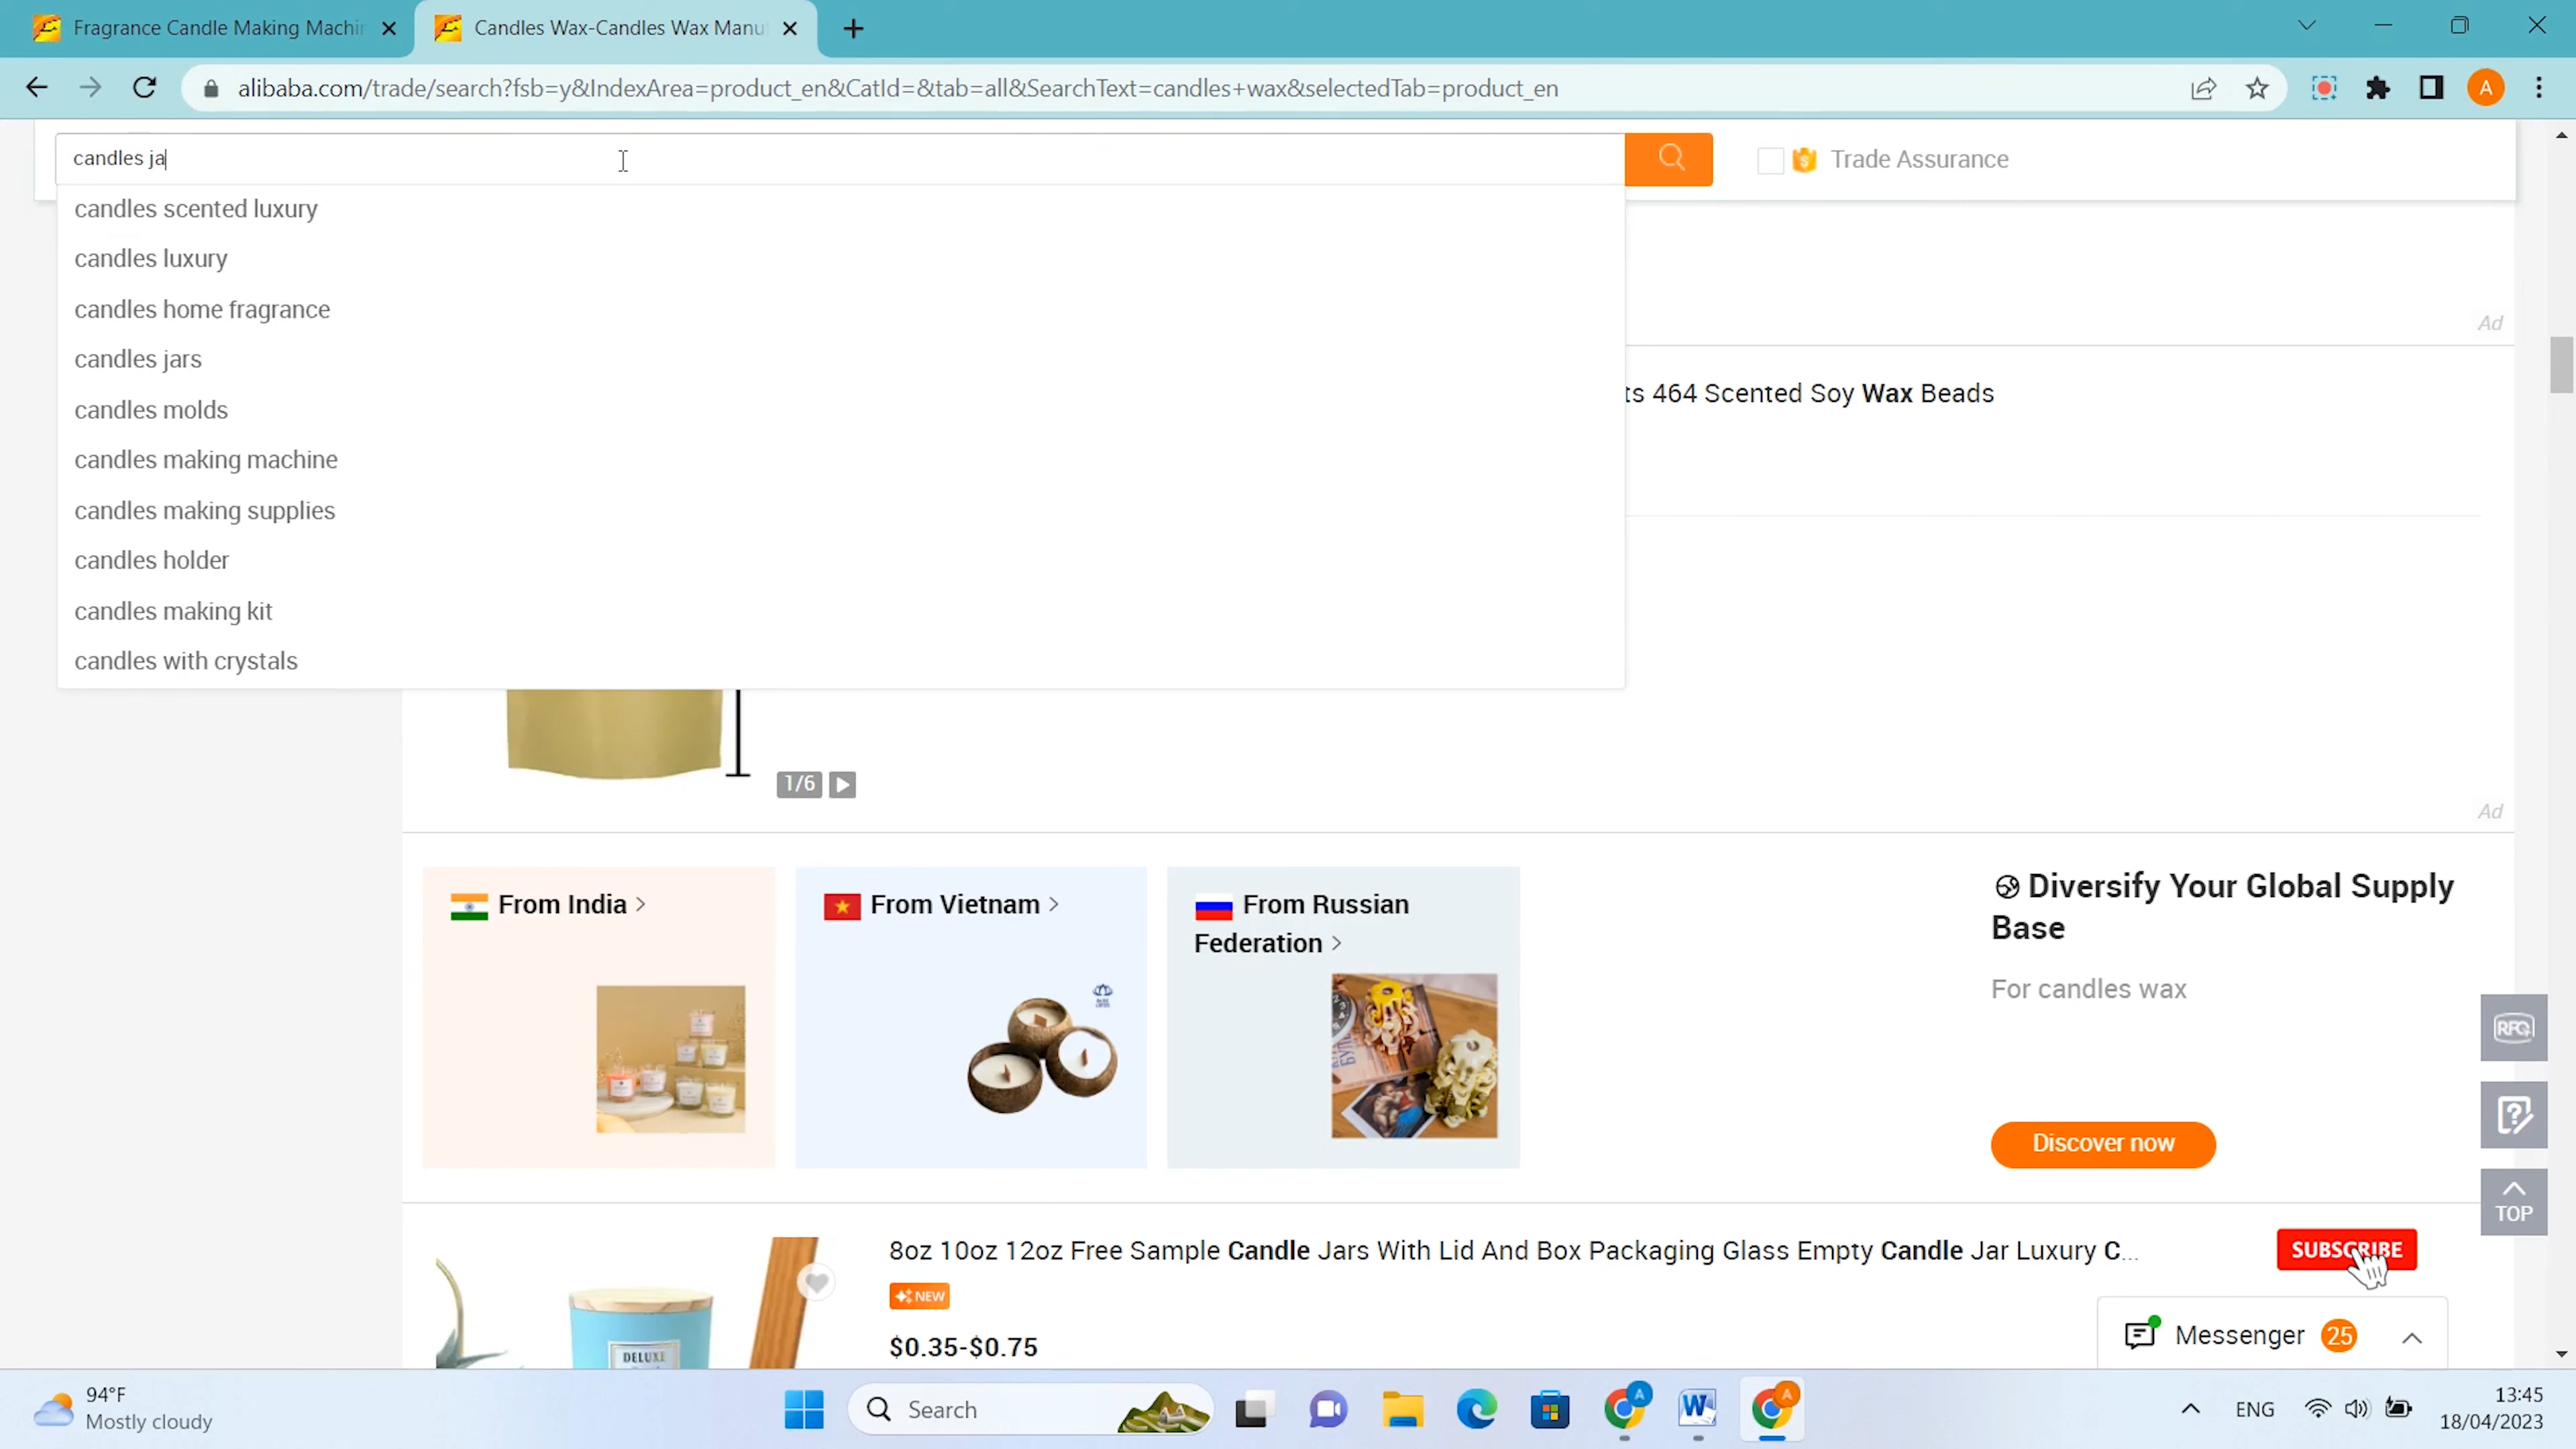 Fragrance Candle Making Machin
Candles Wax-Candles Wax Manuf
alibaba.com/trade/search?fsb=y&IndexArea=product_en&CatId=&tab=all&SearchText=candles+wax&selectedTab=product_en
A
candles ja
Trade Assurance
candles scented luxury
candles luxury
candles home fragrance
candles jars
candles molds
candles making machine
candles making supplies
candles holder
candles making kit
candles with crystals
Ad
ts 464 Scented Soy Wax Beads
1/6
Ad
From India >
From Vietnam >
From Russian
Federation >
Diversify Your Global Supply
Base
For candles wax
Discover now
RFQ
TOP
8oz 10oz 12oz Free Sample Candle Jars With Lid And Box Packaging Glass Empty Candle Jar Luxury C...
SUBSCRIBE
NEW
$0.35-$0.75
DELUXE
Messenger 25
94°F
Mostly cloudy
Search
A
A
ENG
13:45
18/04/2023